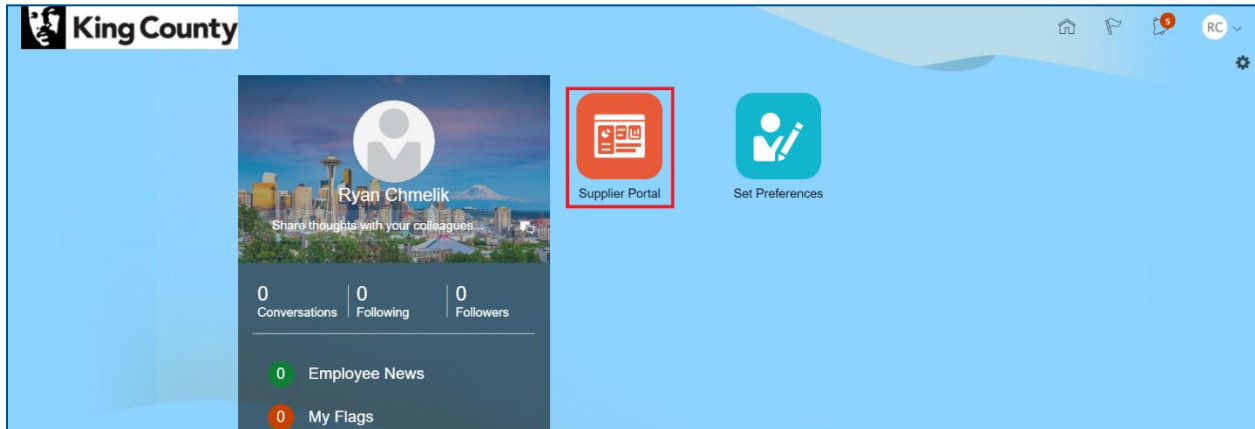 King County
5
RC
Ryan Chmelik
Share thoughts with your colleagues...
Supplier Portal
Set Preferences
0 0 0
Conversations Following Followers
0 Employee News
0 My Flags